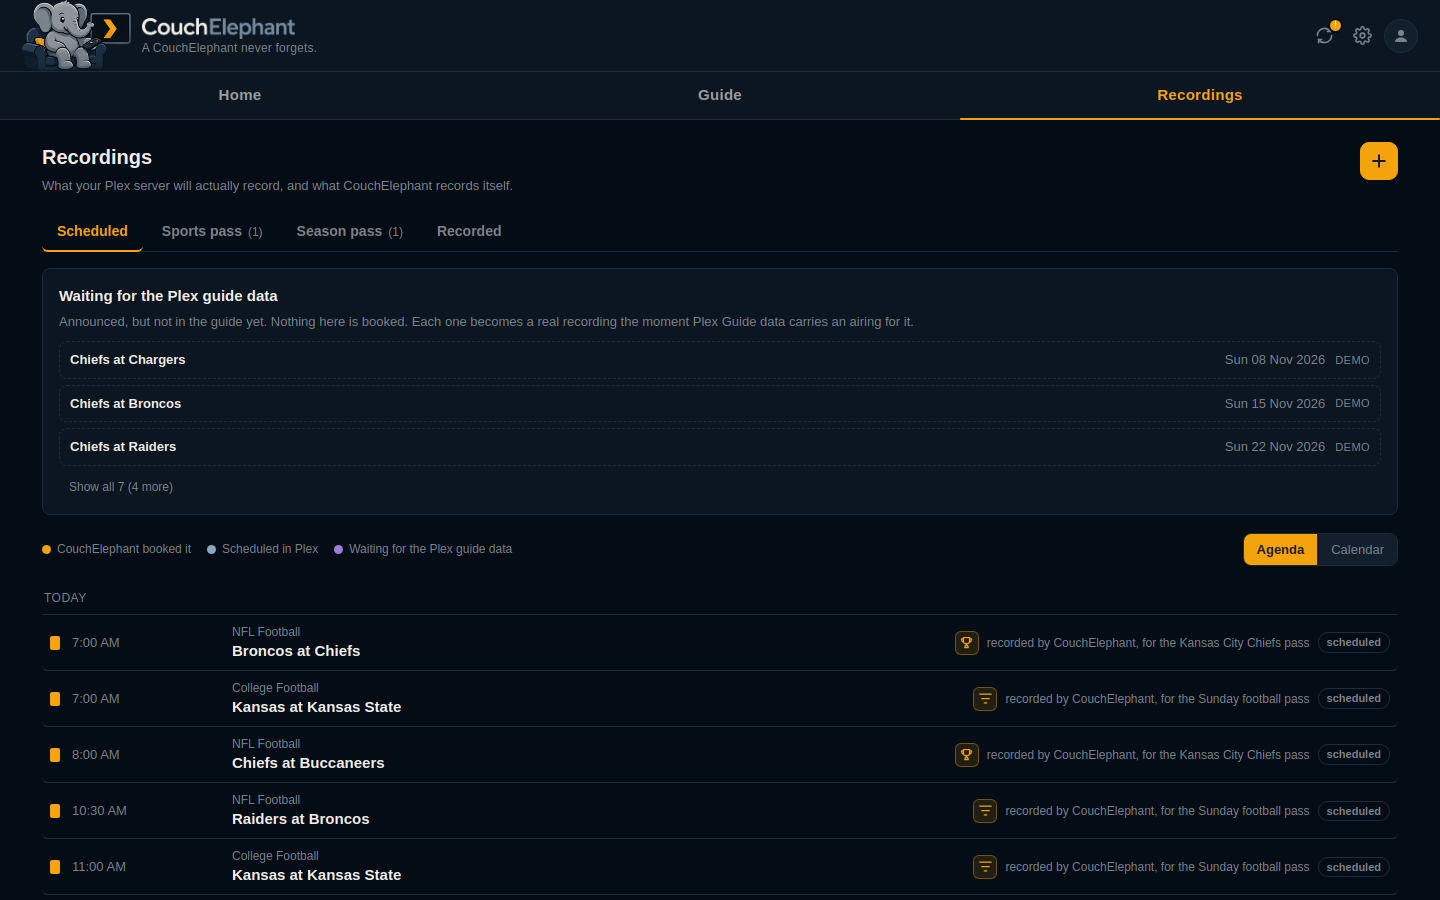 CouchElephant
A CouchElephant never forgets.
!
Home
Guide
Recordings
Recordings
What your Plex server will actually record, and what CouchElephant records itself.
+
Scheduled
Sports pass (1)
Season pass (1)
Recorded
Waiting for the Plex guide data
Announced, but not in the guide yet. Nothing here is booked. Each one becomes a real recording the moment Plex Guide data carries an airing for it.
Chiefs at Chargers Sun 08 Nov 2026 DEMO
Chiefs at Broncos Sun 15 Nov 2026 DEMO
Chiefs at Raiders Sun 22 Nov 2026 DEMO
Show all 7 (4 more)
CouchElephant booked it
Scheduled in Plex
Waiting for the Plex guide data
Agenda
Calendar
TODAY
7:00 AM
NFL Football
Broncos at Chiefs
recorded by CouchElephant, for the Kansas City Chiefs pass
scheduled
7:00 AM
College Football
Kansas at Kansas State
recorded by CouchElephant, for the Sunday football pass
scheduled
8:00 AM
NFL Football
Chiefs at Buccaneers
recorded by CouchElephant, for the Kansas City Chiefs pass
scheduled
10:30 AM
NFL Football
Raiders at Broncos
recorded by CouchElephant, for the Sunday football pass
scheduled
11:00 AM
College Football
Kansas at Kansas State
recorded by CouchElephant, for the Sunday football pass
scheduled